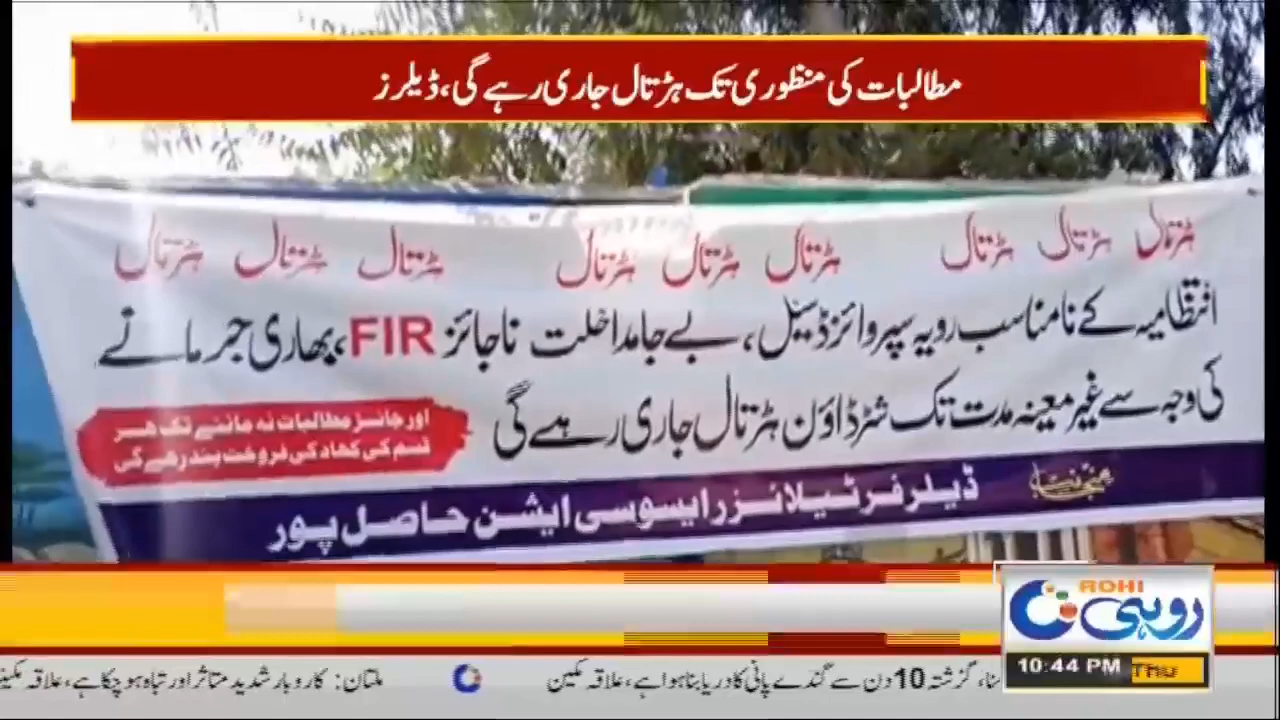 مطالبات کی منظوری تک ہڑتال جاری رہے گی، ڈیلرز
ہڑتال ہڑتال ہڑتال ہڑتال ہڑتال ہڑتال ہڑتال ہڑتال ہڑتال
انتظامیہ کے نامناسب رویہ سپروائزڈ سیل، بے جا مداخلت ناجائز FIR، بھاری جرمانے
کی وجہ سے غیر معینہ مدت تک شٹر ڈاؤن ہڑتال جاری رہے گی
اور جائز مطالبات نہ ماننے تک ہر
قسم کی کھاد کی فروخت بند رہے گی
ڈیلر فرٹیلائزر ایسوسی ایشن حاصل پور
ROHI
روہی
10:44 PM THU
سنا، گزشتہ 10 دن سے گندے پانی کا دریا بنا ہوا ہے، علاقہ مکین
ملتان: کاروبار شدید متاثر اور تباہ ہو چکا ہے، علاقہ مکین